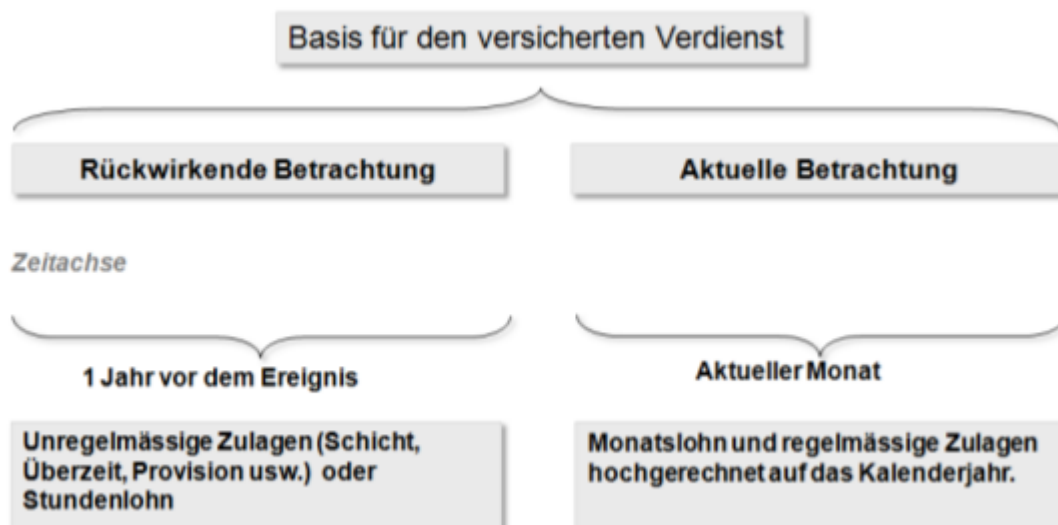 Basis für den versicherten Verdienst
Rückwirkende Betrachtung
Aktuelle Betrachtung
Zeitachse
1 Jahr vor dem Ereignis
Aktueller Monat
Unregelmässige Zulagen (Schicht,
Überzeit, Provision usw.) oder
Stundenlohn
Monatslohn und regelmässige Zulagen
hochgerechnet auf das Kalenderjahr.